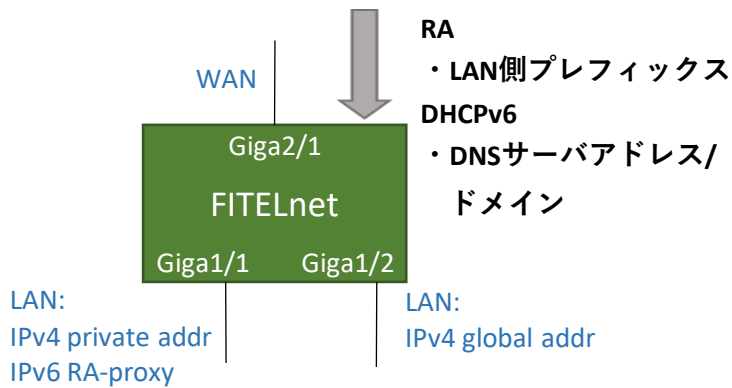 RA
・LAN側プレフィックス
DHCPv6
・DNSサーバアドレス/
ドメイン
WAN
Giga2/1
FITELnet
Giga1/1
Giga1/2
LAN:
IPv4 private addr
IPv6 RA-proxy
LAN:
IPv4 global addr